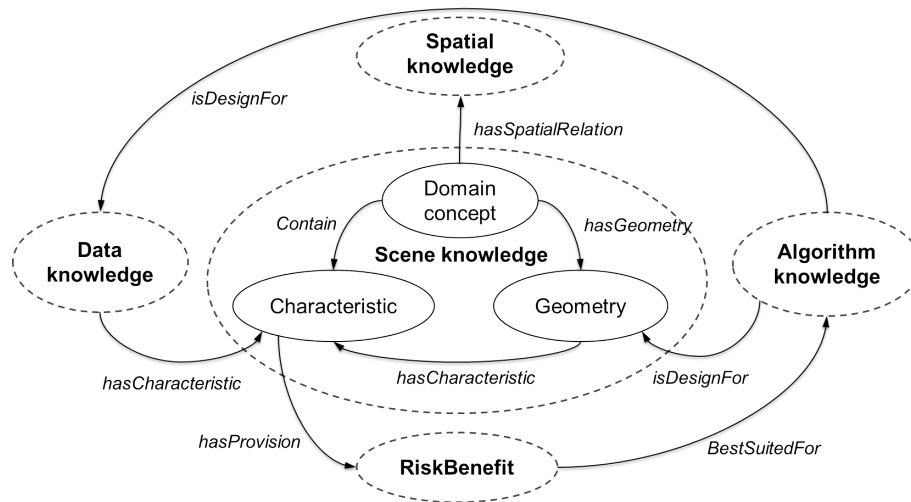 Spatial
knowledge
isDesignFor
hasSpatialRelation
Domain
concept
Contain
hasGeometry
Data
knowledge
Scene knowledge
Algorithm
knowledge
Characteristic
Geometry
hasCharacteristic
hasCharacteristic
isDesignFor
hasProvision
BestSuitedFor
RiskBenefit